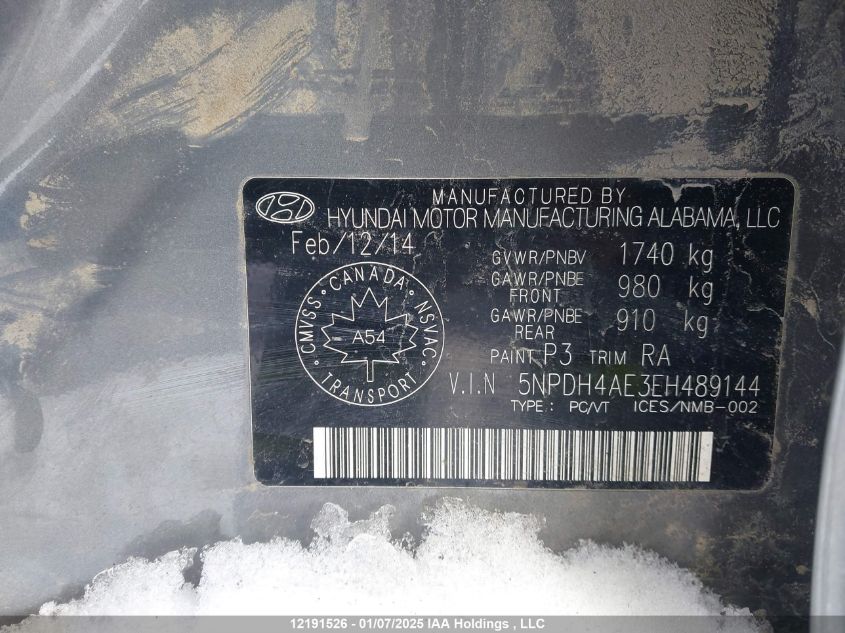 MANUFACTURED BY
HYUNDAI MOTOR MANUFACTURING ALABAMA, LLC
Feb/12/14
GVWR/PNBV 1740 kg
GAWR/PNBE FRONT 980 kg
GAWR/PNBE REAR 910 kg
CANADA
CMVSS
NSVAC
A54
TRANSPORT
PAINT P3 TRIM RA
V.I.N 5NPDH4AE3EH489144
TYPE: PC/VT ICES/NMB-002
12191526 - 01/07/2025 IAA Holdings , LLC